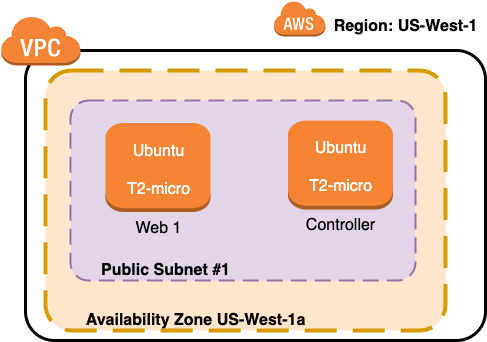 AWS
Region: US-West-1
VPC
Ubuntu
T2-micro
Web 1
Ubuntu
T2-micro
Controller
Public Subnet #1
Availability Zone US-West-1a